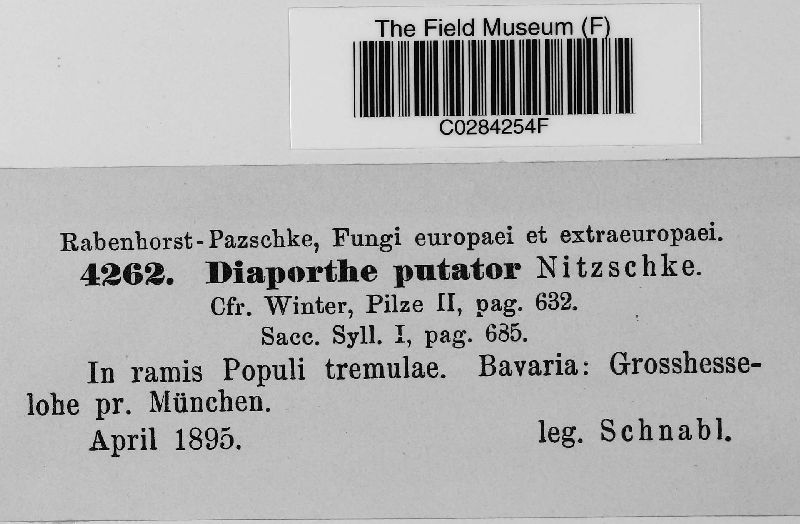 The Field Museum (F)
C0284254F
Rabenhorst-Pazschke, Fungi europaei et extraeuropaei.
4262. Diaporthe putator Nitzschke.
Cfr. Winter, Pilze II, pag. 632.
Sacc. Syll. I, pag. 685.
In ramis Populi tremulae. Bavaria: Grosshesse-
lohe pr. München.
April 1895. leg. Schnabl.